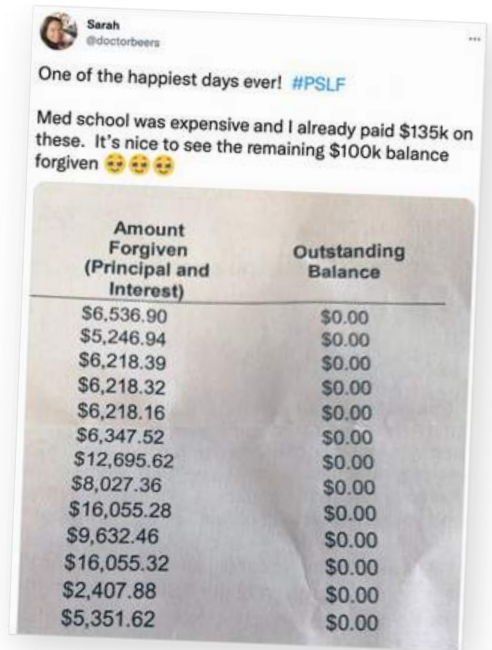 Sarah
@doctorbeers
One of the happiest days ever! #PSLF
Med school was expensive and I already paid $135k on
these. It's nice to see the remaining $100k balance
forgiven 🥹🥹🥹
Amount
Forgiven
(Principal and
Interest)
Outstanding
Balance
$6,536.90 $0.00
$5,246.94 $0.00
$6,218.39 $0.00
$6,218.32 $0.00
$6,218.16 $0.00
$6,347.52 $0.00
$12,695.62 $0.00
$8,027.36 $0.00
$16,055.28 $0.00
$9,632.46 $0.00
$16,055.32 $0.00
$2,407.88 $0.00
$5,351.62 $0.00